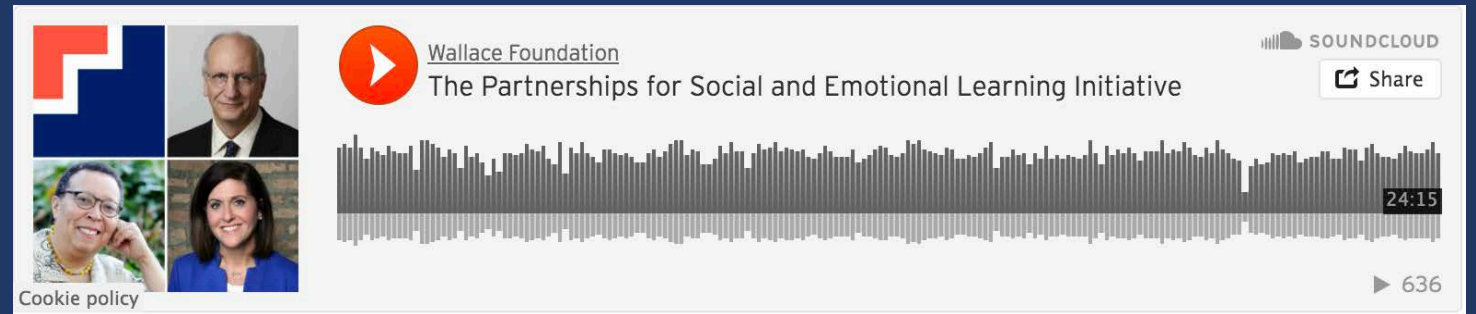 Wallace Foundation
The Partnerships for Social and Emotional Learning Initiative
SOUNDCLOUD
Share
24:15
636
Cookie policy